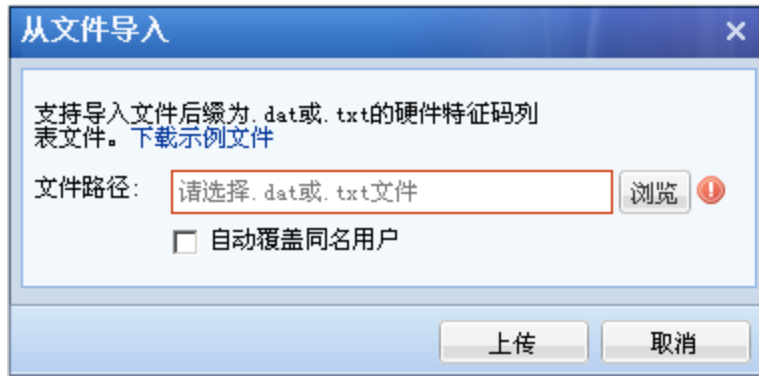 从文件导入
支持导入文件后缀为.dat或.txt的硬件特征码列
表文件。下载示例文件
文件路径: 请选择.dat或.txt文件 浏览
自动覆盖同名用户
上传 取消